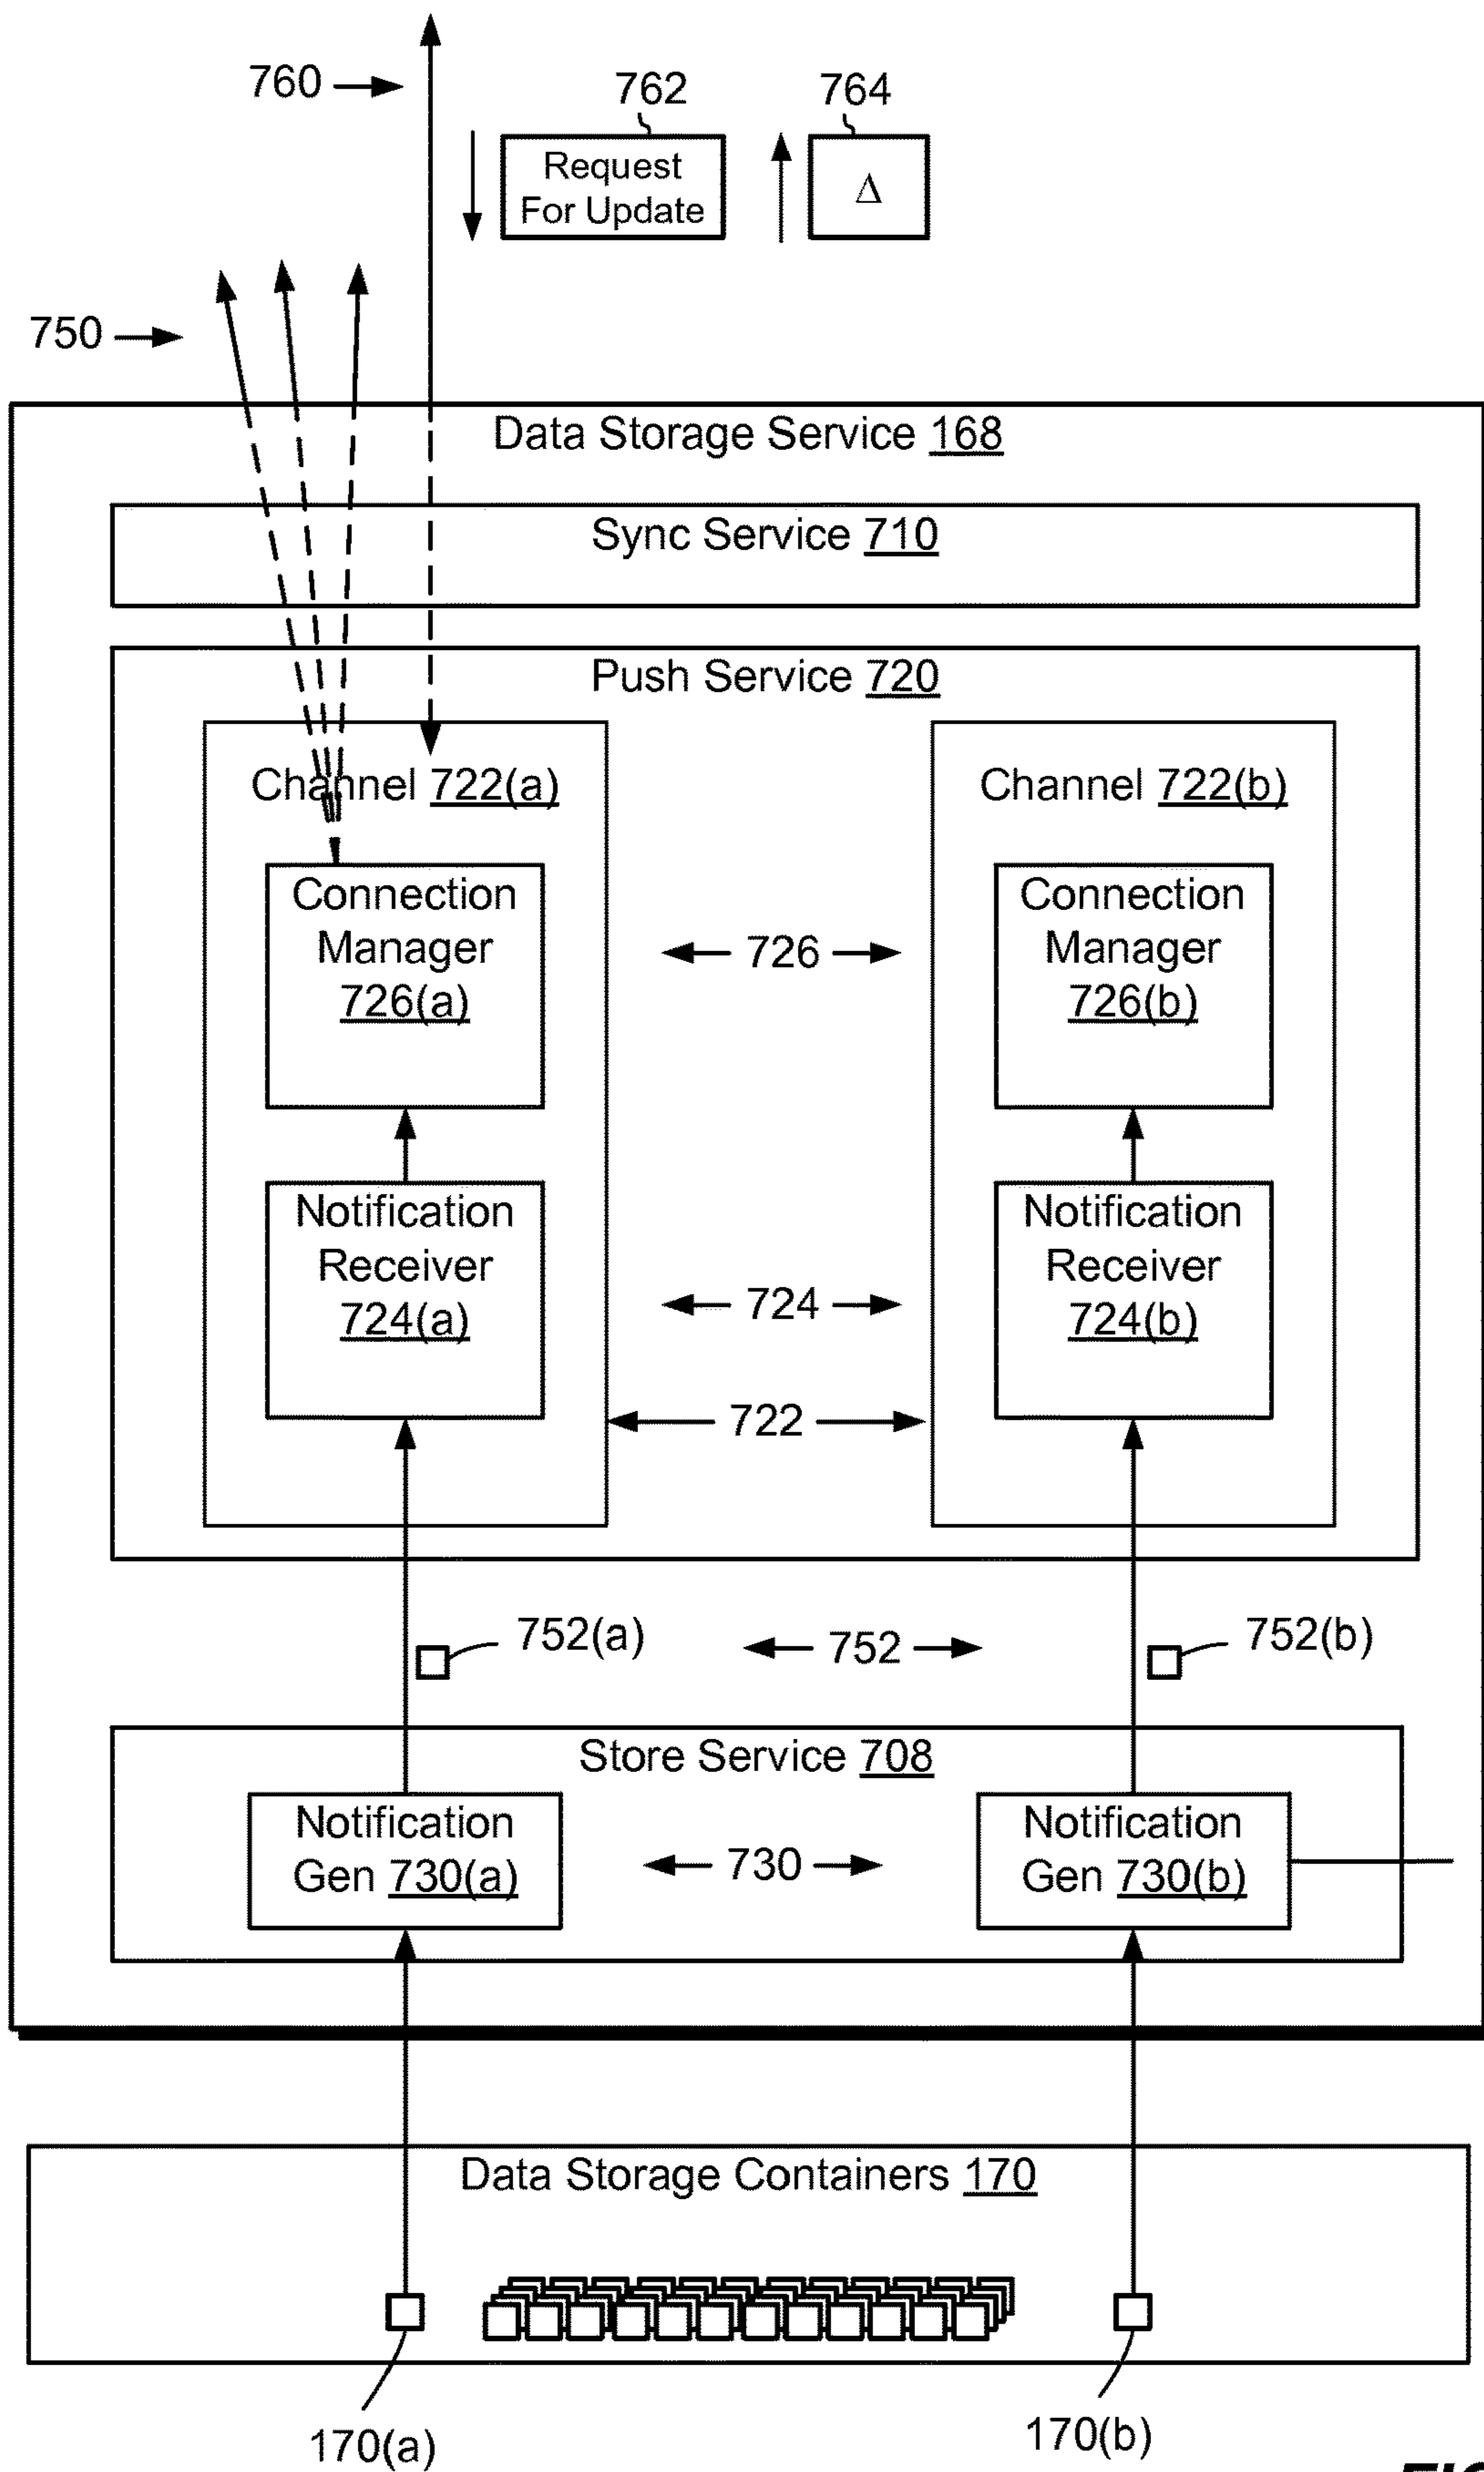 760
762
764
Request
For Update
Δ
750
Data Storage Service 168
Sync Service 710
Push Service 720
Channel 722(a)
Channel 722(b)
Connection
Manager
726(a)
726
Connection
Manager
726(b)
Notification
Receiver
724(a)
724
Notification
Receiver
724(b)
722
752(a)
752
752(b)
Store Service 708
Notification
Gen 730(a)
730
Notification
Gen 730(b)
Data Storage Containers 170
170(a)
170(b)